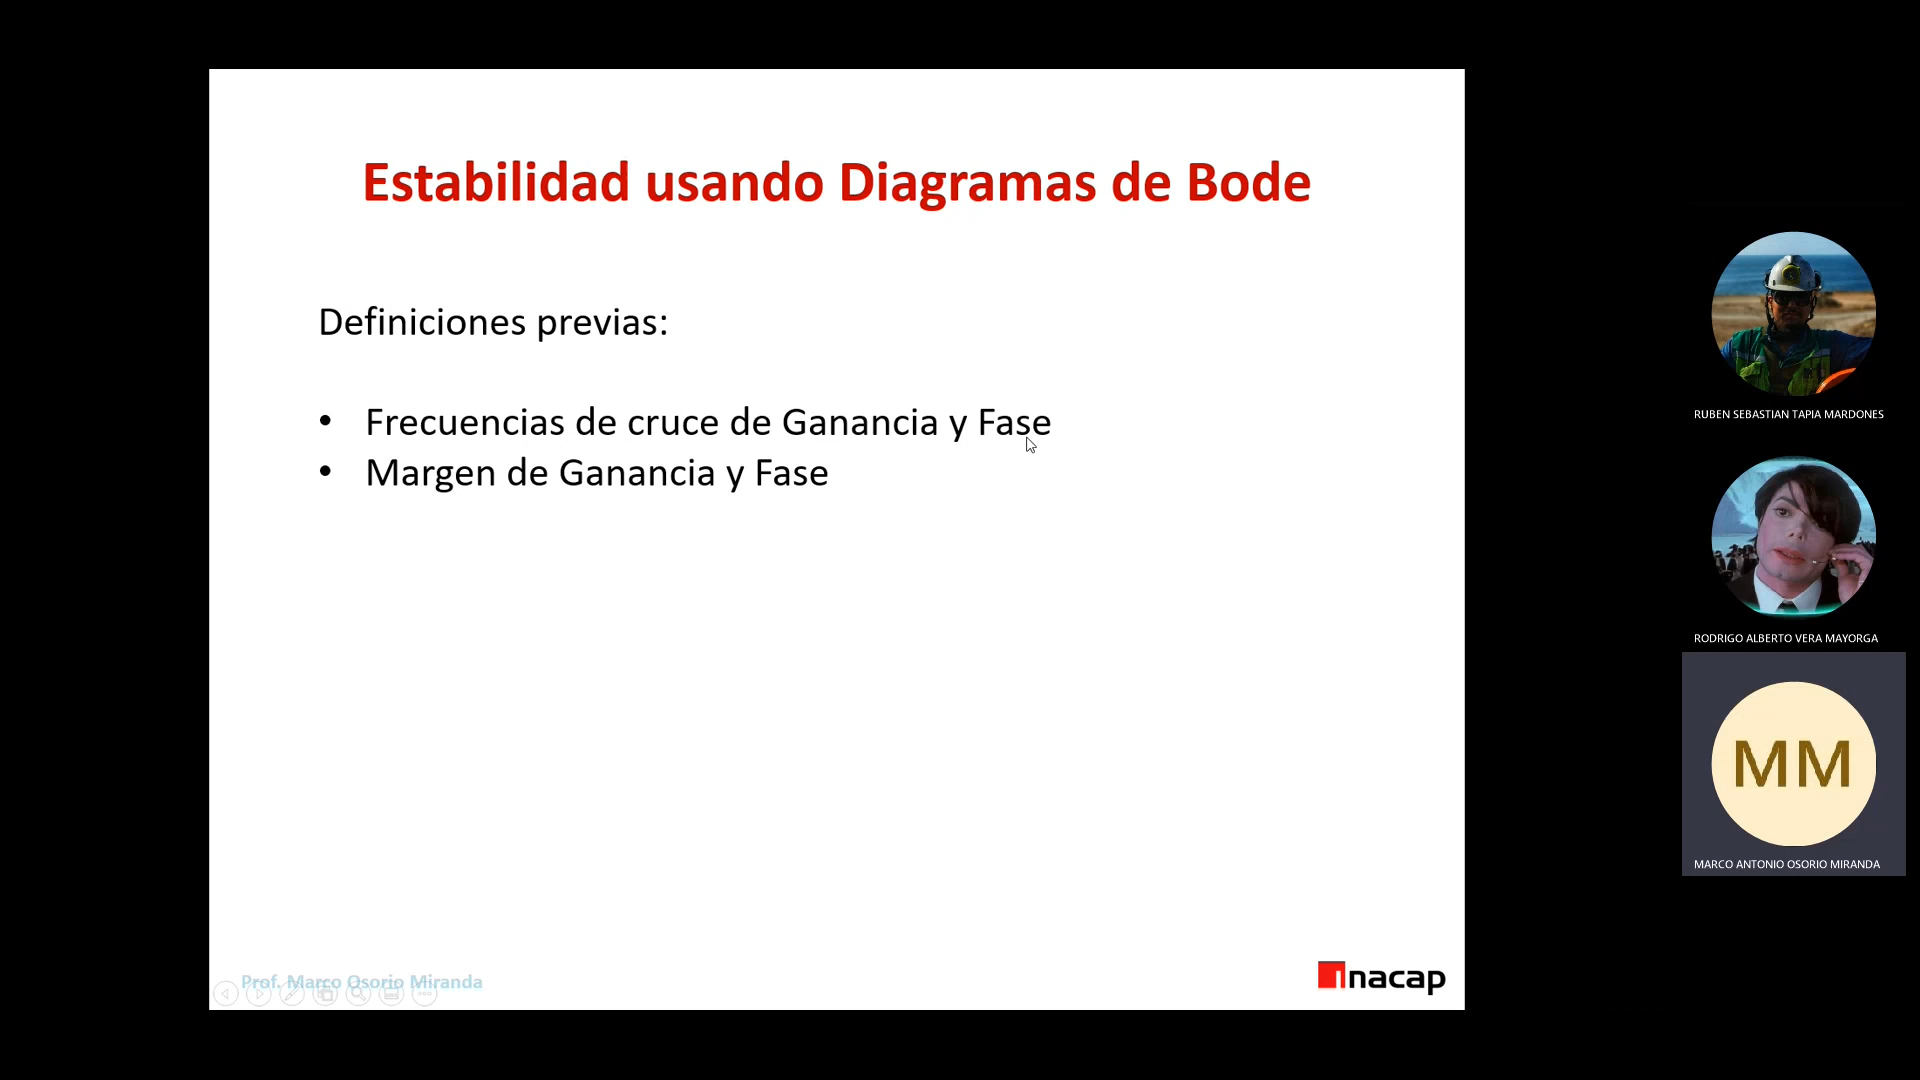 Estabilidad usando Diagramas de Bode
Definiciones previas:
• Frecuencias de cruce de Ganancia y Fase
• Margen de Ganancia y Fase
Prof. Marco Osorio Miranda
inacap
RUBEN SEBASTIAN TAPIA MARDONES
RODRIGO ALBERTO VERA MAYORGA
MM
MARCO ANTONIO OSORIO MIRANDA